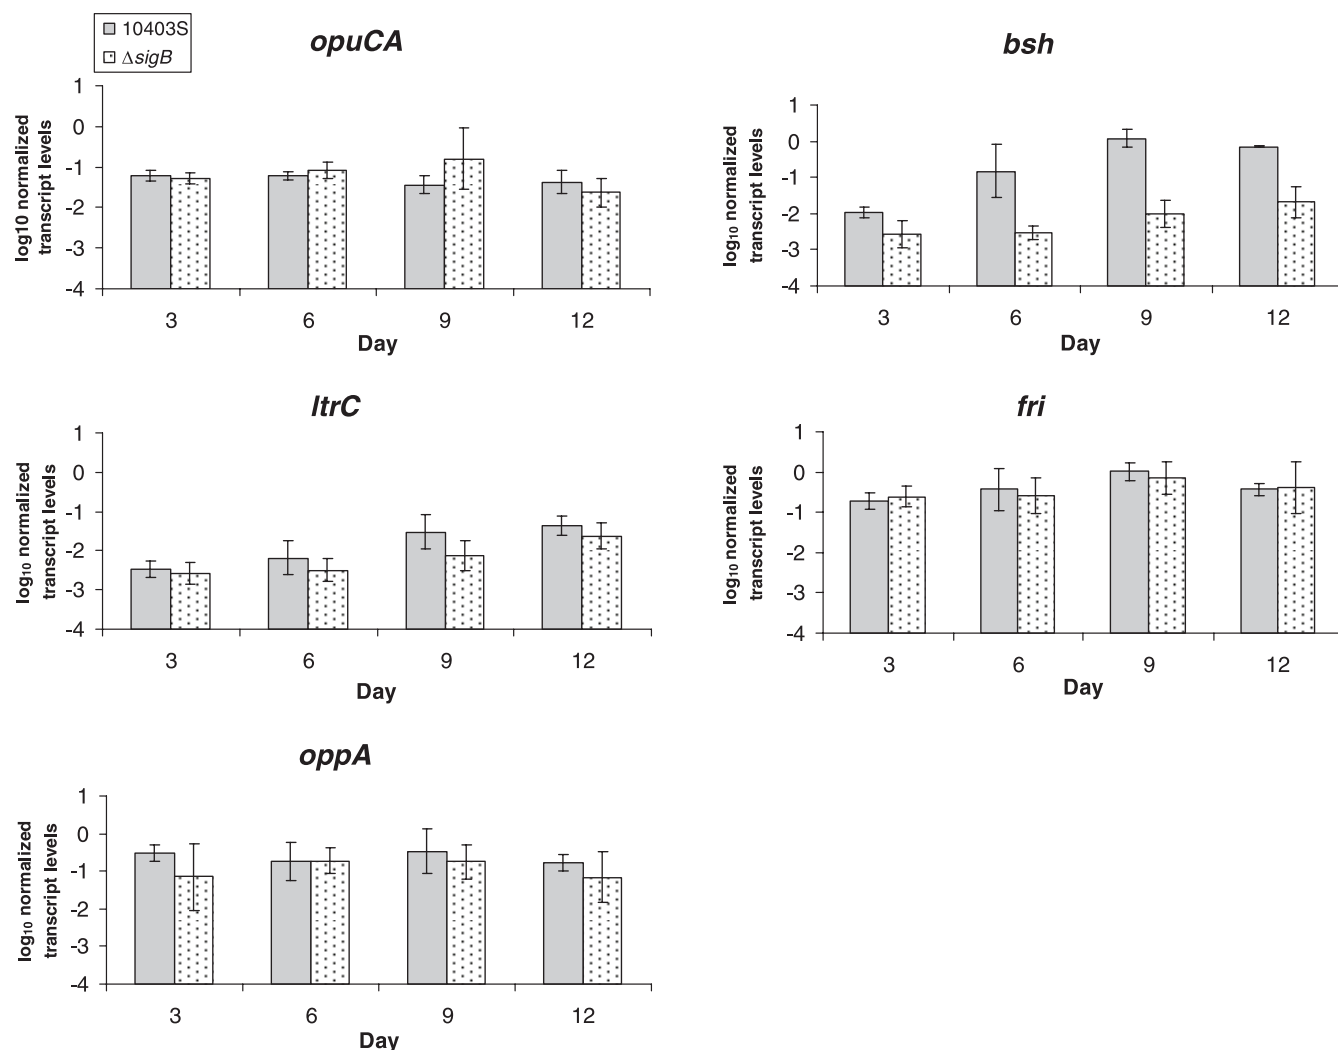 10403S
ΔsigB
opuCA
log10 normalized
transcript levels
1
0
-1
-2
-3
-4
3 6 9 12
Day
bsh
log₁₀ normalized
transcript levels
1
0
-1
-2
-3
-4
3 6 9 12
Day
ltrC
log₁₀ normalized
transcript levels
1
0
-1
-2
-3
-4
3 6 9 12
Day
fri
log₁₀ normalized
transcript levels
1
0
-1
-2
-3
-4
3 6 9 12
Day
oppA
log₁₀ normalized
transcript levels
1
0
-1
-2
-3
-4
3 6 9 12
Day